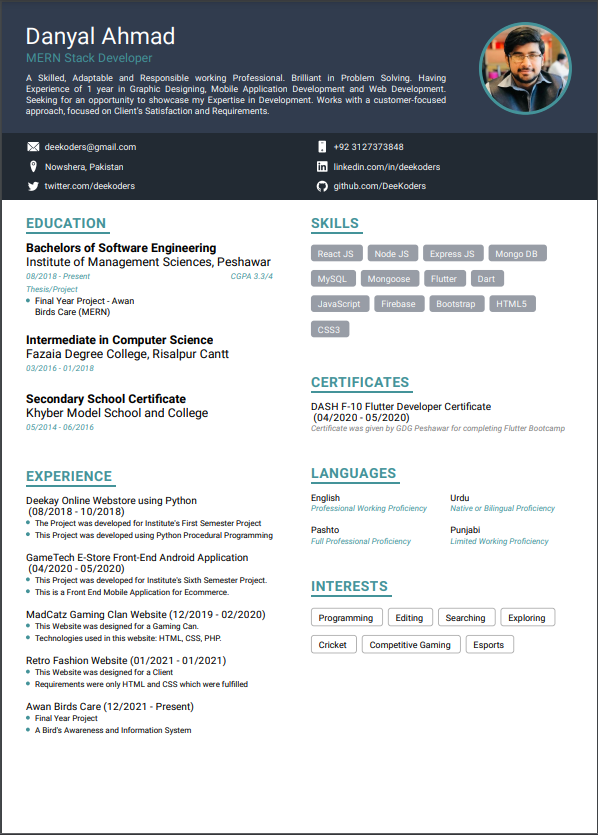 Danyal Ahmad
MERN Stack Developer
A Skilled, Adaptable and Responsible working Professional. Brilliant in Problem Solving. Having
Experience of 1 year in Graphic Designing, Mobile Application Development and Web Development.
Seeking for an opportunity to showcase my Expertise in Development. Works with a customer-focused
approach, focused on Client's Satisfaction and Requirements.
deekoders@gmail.com
+92 3127373848
Nowshera, Pakistan
linkedin.com/in/deekoders
twitter.com/deekoders
github.com/DeeKoders
EDUCATION
Bachelors of Software Engineering
Institute of Management Sciences, Peshawar
08/2018 - Present CGPA 3.3/4
Thesis/Project
Final Year Project - Awan
Birds Care (MERN)
Intermediate in Computer Science
Fazaia Degree College, Risalpur Cantt
03/2016 - 01/2018
Secondary School Certificate
Khyber Model School and College
05/2014 - 06/2016
EXPERIENCE
Deekay Online Webstore using Python
(08/2018 - 10/2018)
The Project was developed for Institute's First Semester Project
This Project was developed using Python Procedural Programming
GameTech E-Store Front-End Android Application
(04/2020 - 05/2020)
This Project was developed for Institute's Sixth Semester Project.
This is a Front End Mobile Application for Ecommerce.
MadCatz Gaming Clan Website (12/2019 - 02/2020)
This Website was designed for a Gaming Can.
Technologies used in this website: HTML, CSS, PHP.
Retro Fashion Website (01/2021 - 01/2021)
This Website was designed for a Client
Requirements were only HTML and CSS which were fulfilled
Awan Birds Care (12/2021 - Present)
Final Year Project
A Bird's Awareness and Information System
SKILLS
React JS Node JS Express JS Mongo DB
MySQL Mongoose Flutter Dart
JavaScript Firebase Bootstrap HTML5
CSS3
CERTIFICATES
DASH F-10 Flutter Developer Certificate
(04/2020 - 05/2020)
Certificate was given by GDG Peshawar for completing Flutter Bootcamp
LANGUAGES
English
Professional Working Proficiency
Urdu
Native or Bilingual Proficiency
Pashto
Full Professional Proficiency
Punjabi
Limited Working Proficiency
INTERESTS
Programming Editing Searching Exploring
Cricket Competitive Gaming Esports